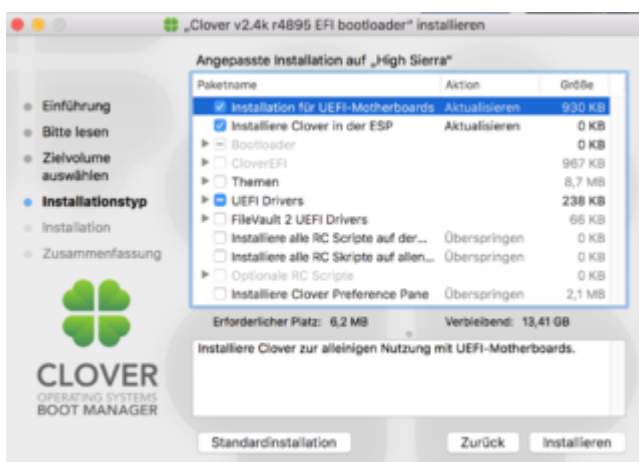 „Clover v2.4k r4895 EFI bootloader" installieren
Angepasste Installation auf „High Sierra"
Paketname Aktion Größe
Installation für UEFI-Motherboards Aktualisieren 930 KB
Installiere Clover in der ESP Aktualisieren 0 KB
Bootloader 0 KB
CloverEFI 967 KB
Themen 8,7 MB
UEFI Drivers 238 KB
FileVault 2 UEFI Drivers 66 KB
Installiere alle RC Scripte auf der... Überspringen 0 KB
Installiere alle RC Skripte auf allen... Überspringen 0 KB
Optionale RC Scripte 0 KB
Installiere Clover Preference Pane Überspringen 2,1 MB
Einführung
Bitte lesen
Zielvolume
auswählen
Installationstyp
Installation
Zusammenfassung
Erforderlicher Platz: 6,2 MB Verbleibend: 13,41 GB
Installiere Clover zur alleinigen Nutzung mit UEFI-Motherboards.
CLOVER
OPERATING SYSTEMS
BOOT MANAGER
Standardinstallation Zurück Installieren